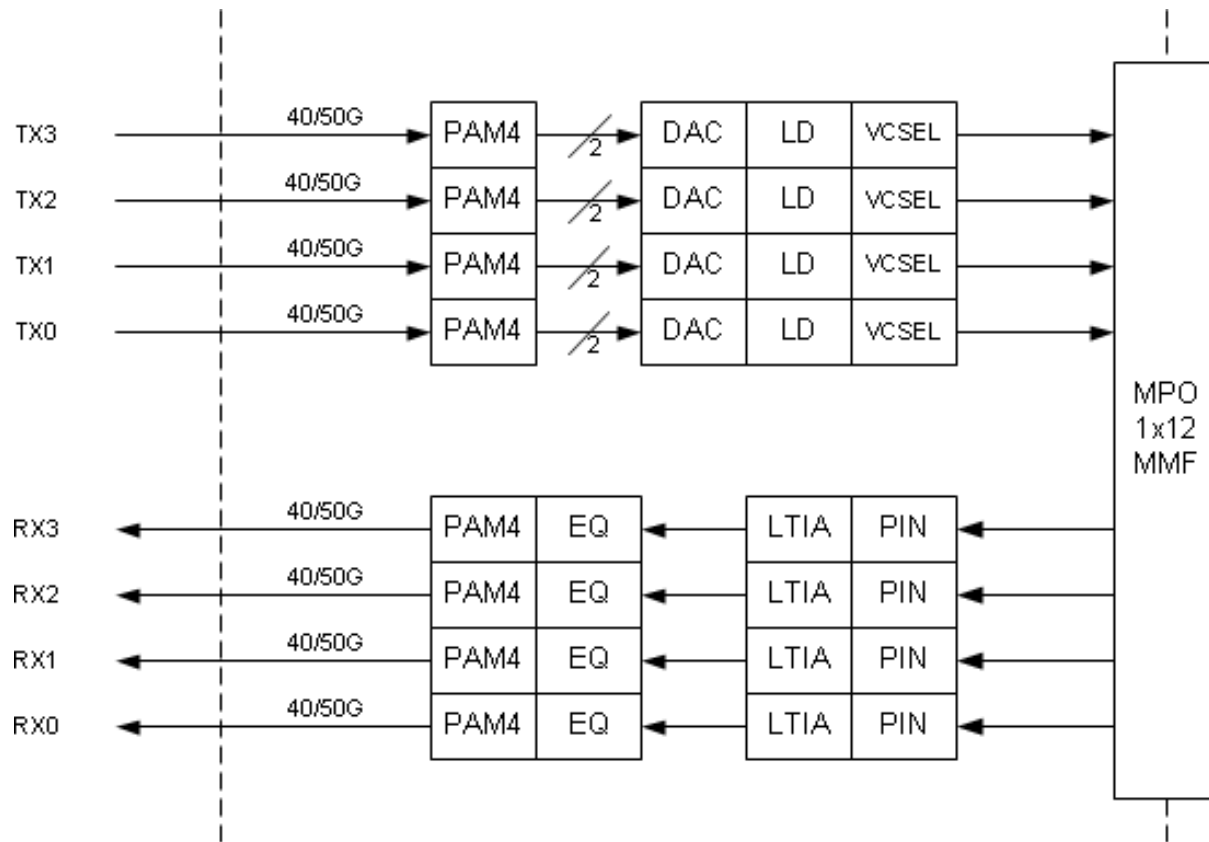 TX3 40/50G PAM4 2 DAC LD VCSEL
TX2 40/50G PAM4 2 DAC LD VCSEL
TX1 40/50G PAM4 2 DAC LD VCSEL
TX0 40/50G PAM4 2 DAC LD VCSEL
MPO
1x12
MMF
RX3 40/50G PAM4 EQ LTIA PIN
RX2 40/50G PAM4 EQ LTIA PIN
RX1 40/50G PAM4 EQ LTIA PIN
RX0 40/50G PAM4 EQ LTIA PIN